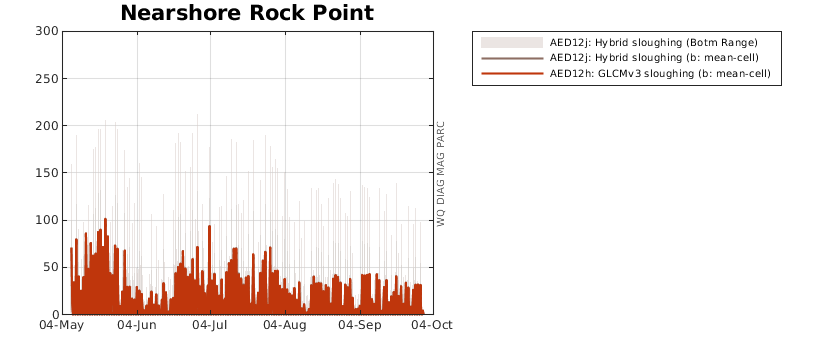 Nearshore Rock Point
300
250
200
150
100
50
0
04-May 04-Jun 04-Jul 04-Aug 04-Sep 04-Oct
WQ DIAG MAG PARC
AED12j: Hybrid sloughing (Botm Range)
AED12j: Hybrid sloughing (b: mean-cell)
AED12h: GLCMv3 sloughing (b: mean-cell)